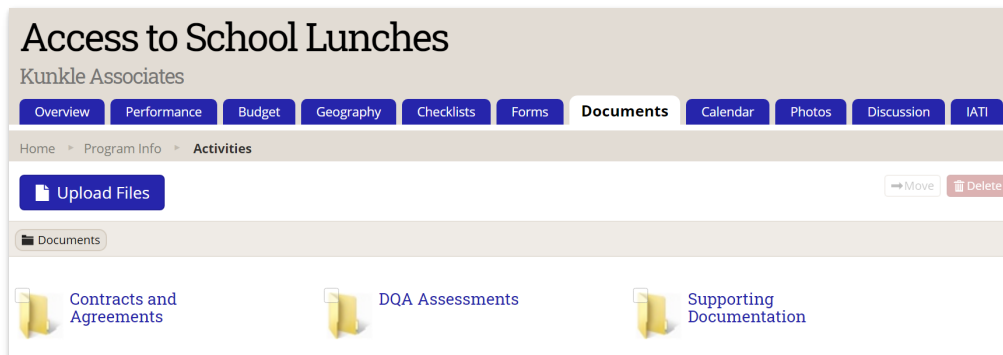 Access to School Lunches
Kunkle Associates
Overview Performance Budget Geography Checklists Forms Documents Calendar Photos Discussion IATI
Home Program Info Activities
Upload Files Move Delete
Documents
Contracts and
Agreements
DQA Assessments
Supporting
Documentation